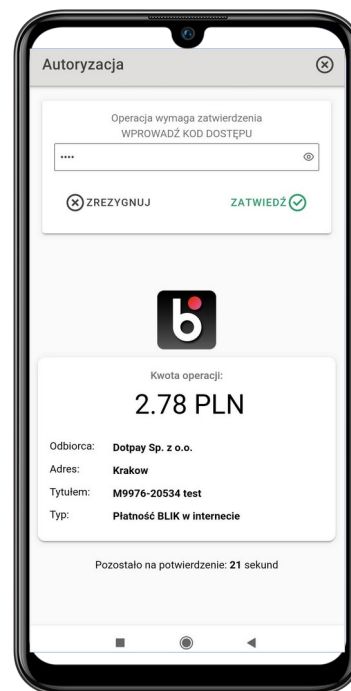 Autoryzacja
Operacja wymaga zatwierdzenia
WPROWADŹ KOD DOSTĘPU
••••
ZREZYGNUJ ZATWIEDŹ
b
Kwota operacji:
2.78 PLN
Odbiorca: Dotpay Sp. z o.o.
Adres: Krakow
Tytułem: M9976-20534 test
Typ: Płatność BLIK w internecie
Pozostało na potwierdzenie: 21 sekund